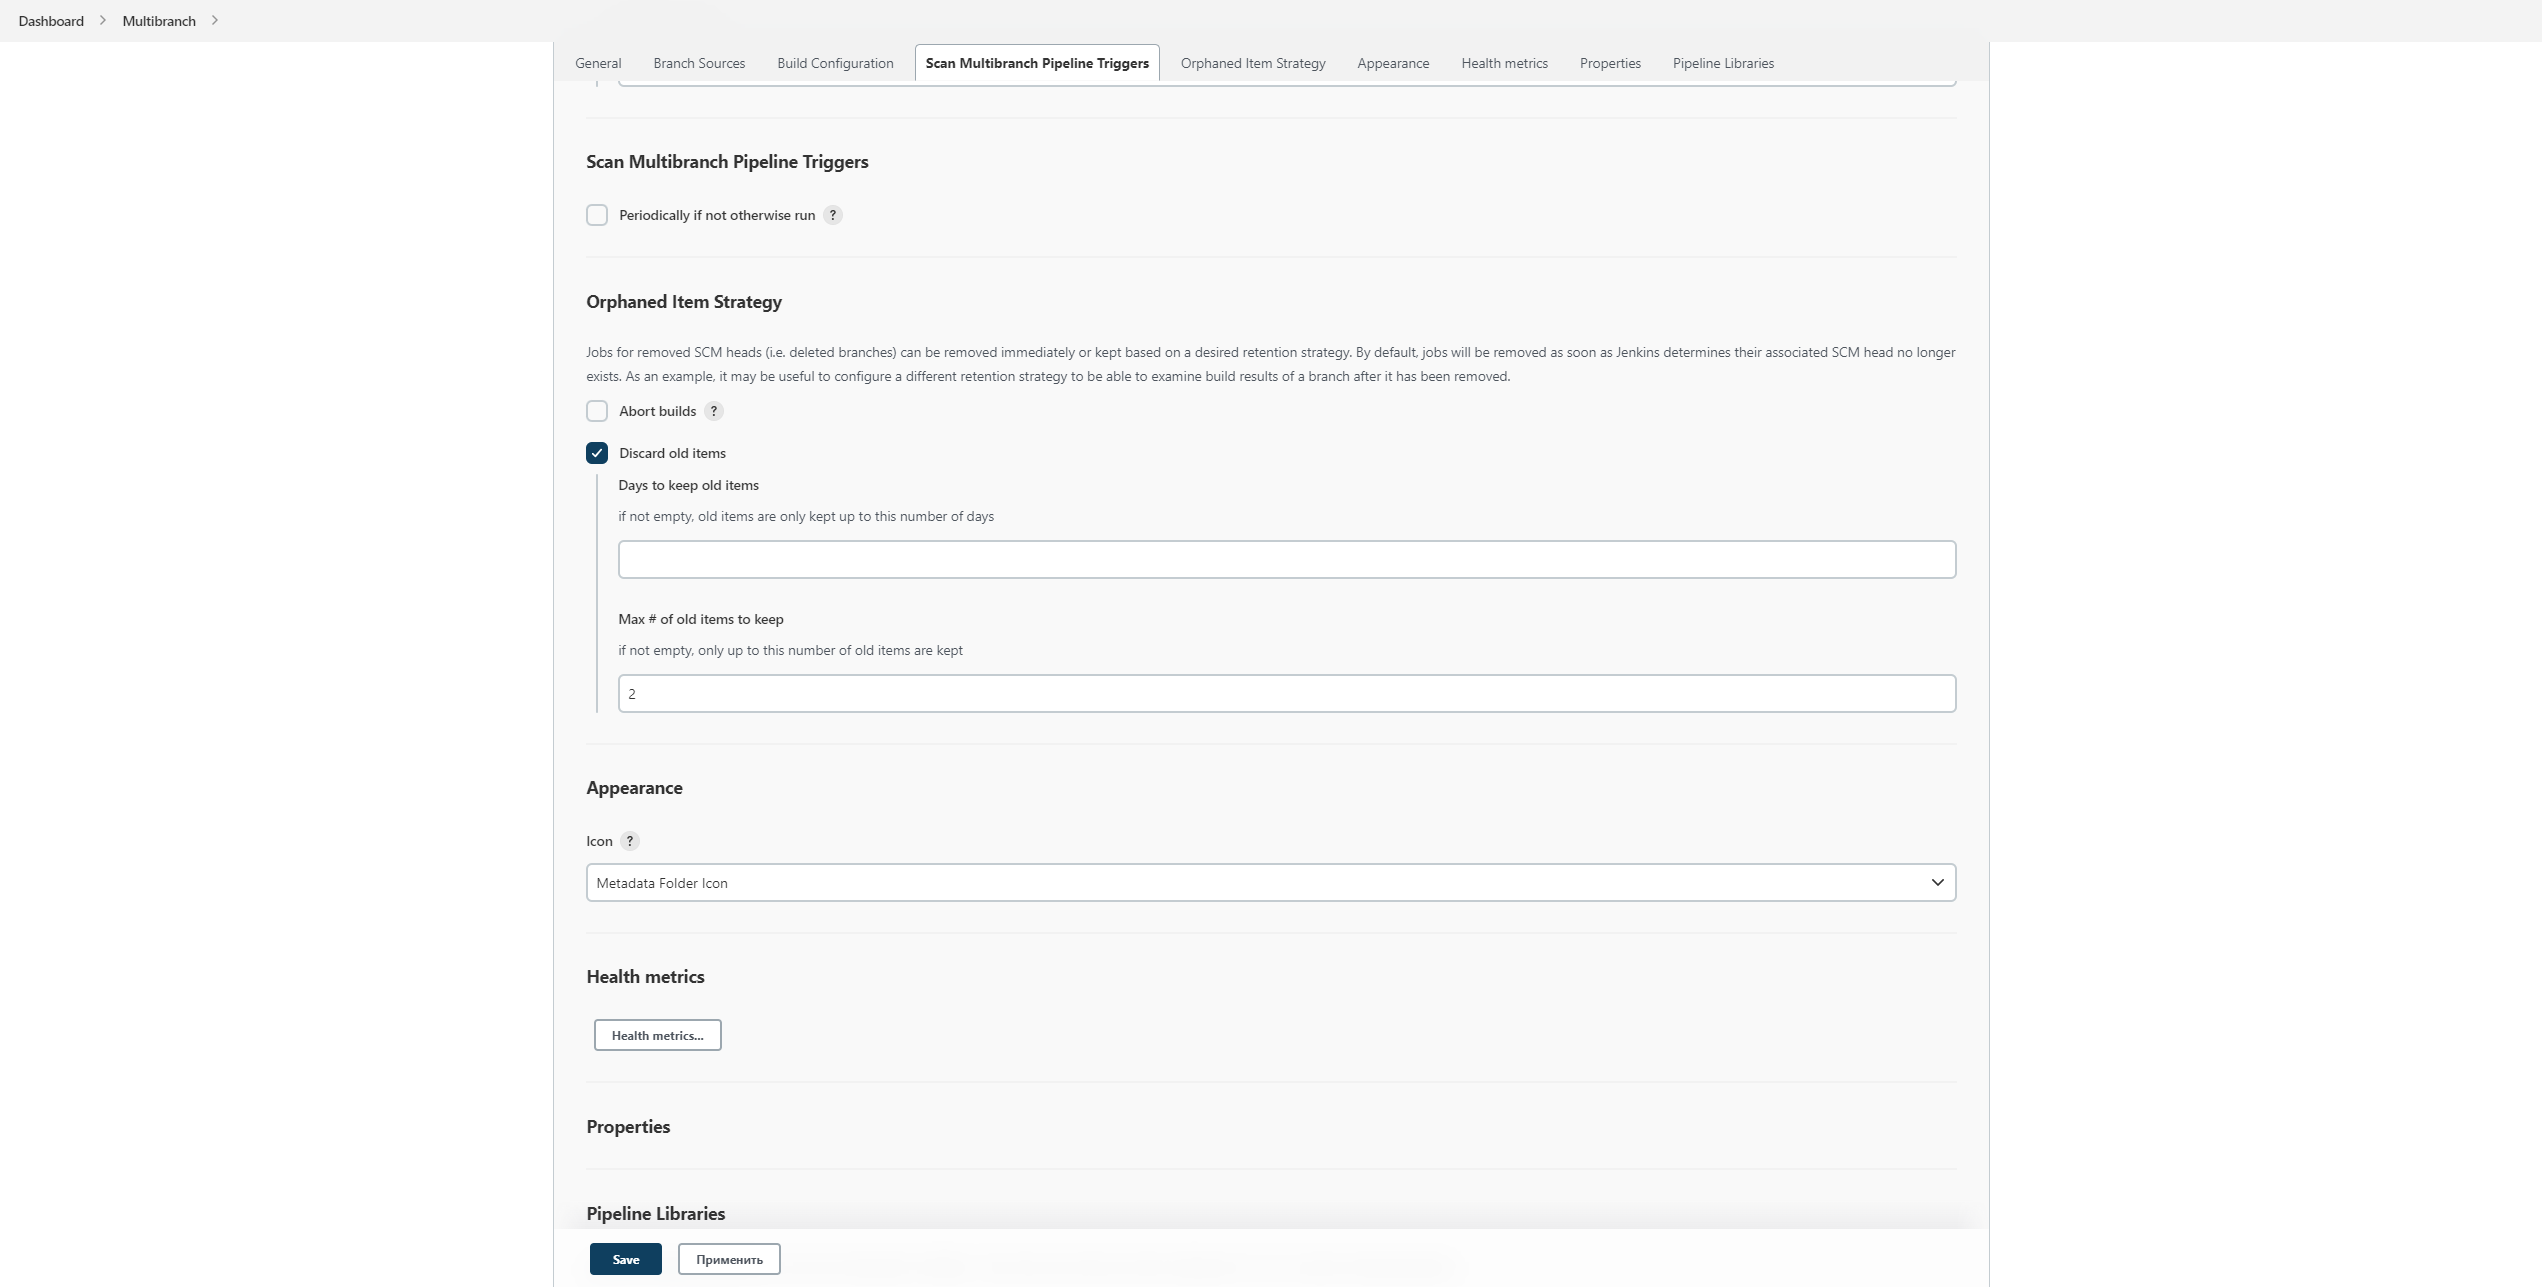 Dashboard
Multibranch
General
Branch Sources
Build Configuration
Scan Multibranch Pipeline Triggers
Orphaned Item Strategy
Appearance
Health metrics
Properties
Pipeline Libraries
Scan Multibranch Pipeline Triggers
Periodically if not otherwise run ?
Orphaned Item Strategy
Jobs for removed SCM heads (i.e. deleted branches) can be removed immediately or kept based on a desired retention strategy. By default, jobs will be removed as soon as Jenkins determines their associated SCM head no longer
exists. As an example, it may be useful to configure a different retention strategy to be able to examine build results of a branch after it has been removed.
Abort builds ?
Discard old items
Days to keep old items
if not empty, old items are only kept up to this number of days
Max # of old items to keep
if not empty, only up to this number of old items are kept
2
Appearance
Icon ?
Metadata Folder Icon
Health metrics
Health metrics...
Properties
Pipeline Libraries
Save
Применить